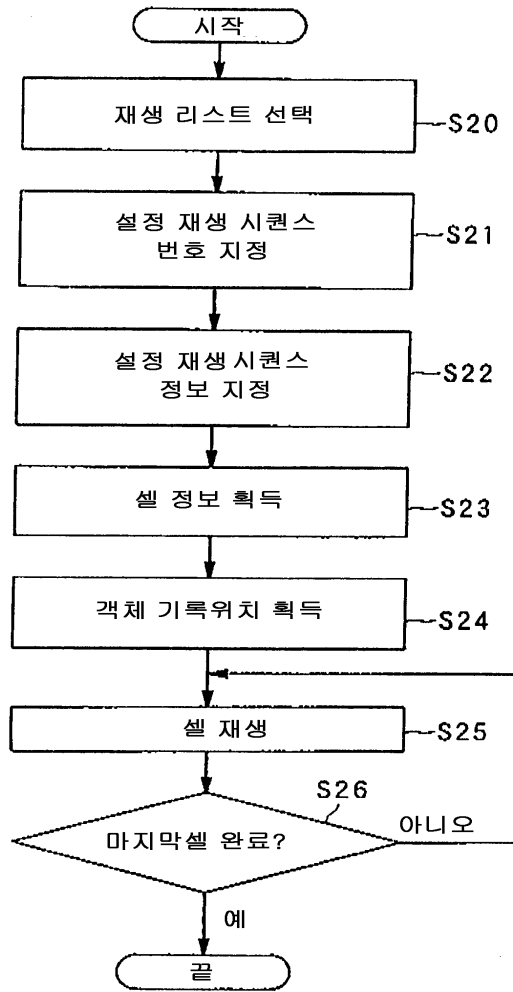 시작
재생 리스트 선택
S20
설정 재생 시퀀스
번호 지정
S21
설정 재생 시퀀스
정보 지정
S22
셀 정보 획득
S23
객체 기록위치 획득
S24
셀 재생
S25
S26
마지막셀 완료?
아니오
예
끝